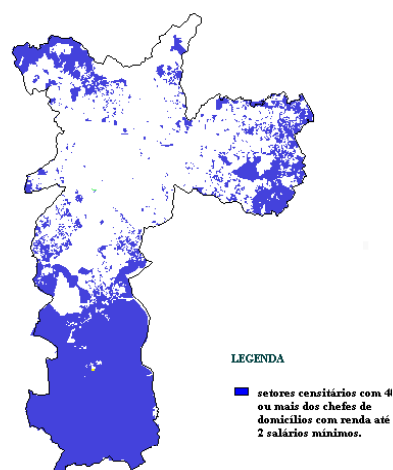 LEGENDA
setores censitários com 4
ou mais dos chefes de
domicílios com renda até
2 salários mínimos.